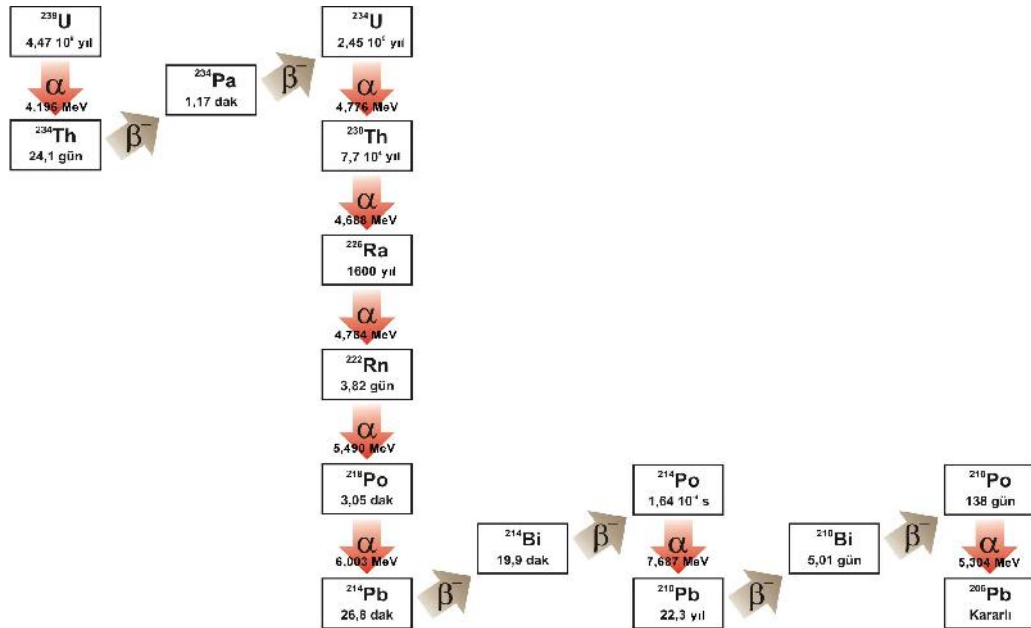 ²³⁸U
4,47 10⁹ yıl
α
4.196 MeV
²³⁴Th
24,1 gün
β⁻
²³⁴Pa
1,17 dak
β⁻
²³⁴U
2,45 10⁵ yıl
α
4,776 MeV
²³⁰Th
7,7 10⁴ yıl
α
4,688 MeV
²²⁶Ra
1600 yıl
α
4,784 MeV
²²²Rn
3,82 gün
α
5,490 MeV
²¹⁸Po
3,05 dak
α
6.003 MeV
²¹⁴Pb
26,8 dak
β⁻
²¹⁴Bi
19,9 dak
β⁻
²¹⁴Po
1,64 10⁻⁴ s
α
7,687 MeV
²¹⁰Pb
22,3 yıl
β⁻
²¹⁰Bi
5,01 gün
β⁻
²¹⁰Po
138 gün
α
5,304 MeV
²⁰⁶Pb
Kararlı